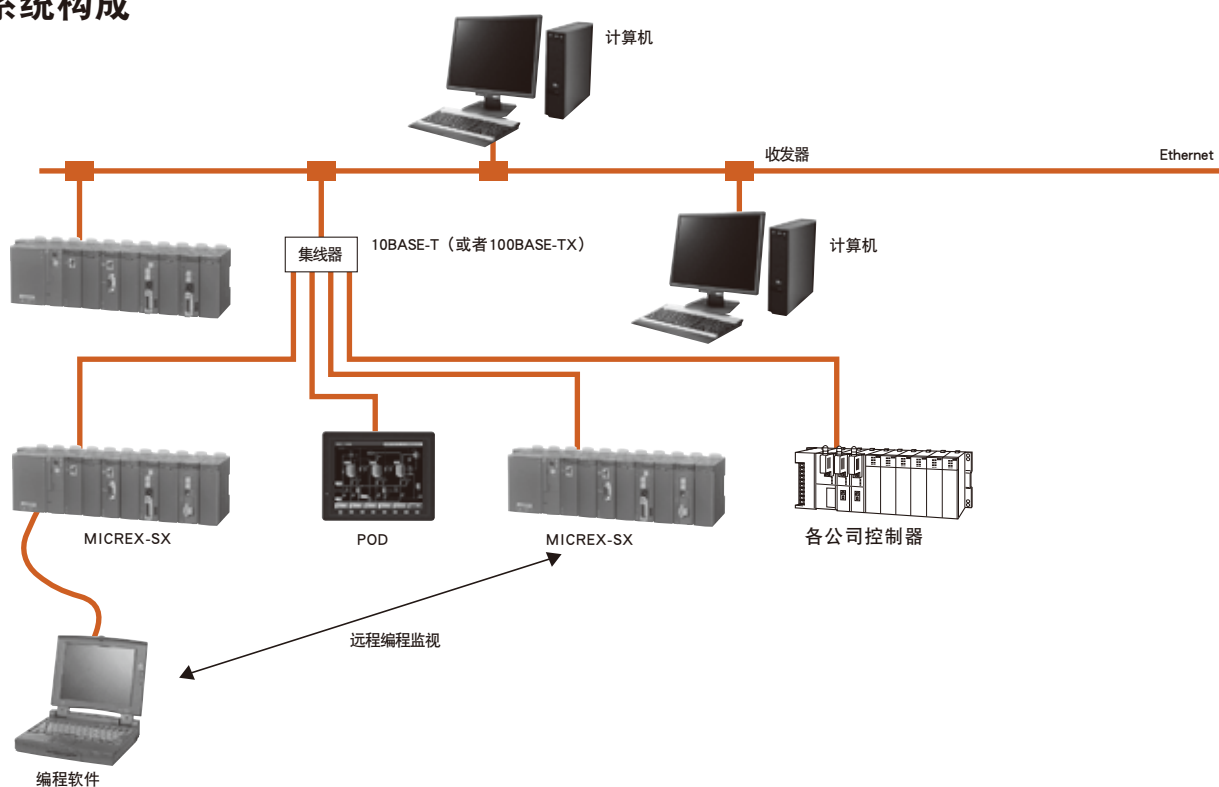 系统构成
计算机
收发器
Ethernet
集线器
10BASE-T（或者100BASE-TX）
计算机
MICREX-SX
POD
MICREX-SX
各公司控制器
远程编程监视
编程软件